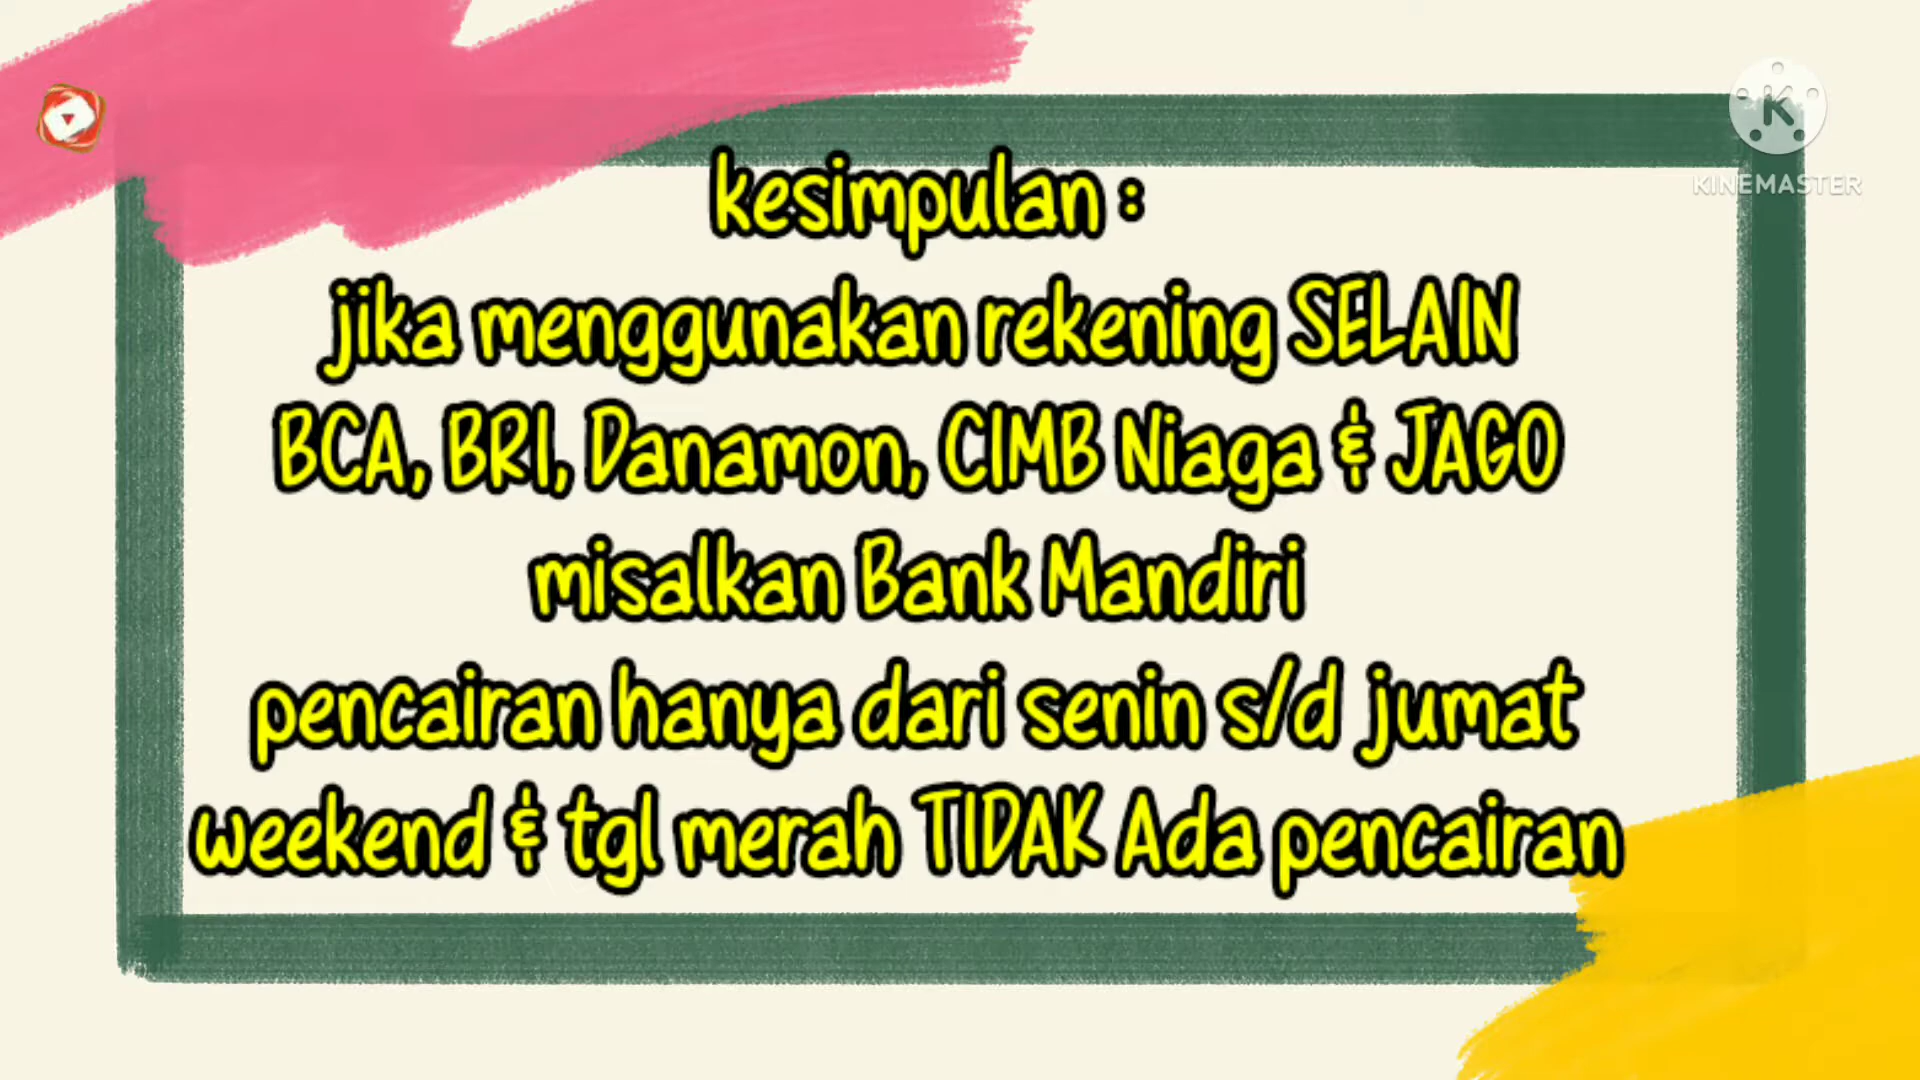 KINEMASTER
kesimpulan :
jika menggunakan rekening SELAIN
BCA, BRI, Danamon, CIMB Niaga & JAGO
misalkan Bank Mandiri
pencairan hanya dari senin s/d jumat
weekend & tgl merah TIDAK Ada pencairan